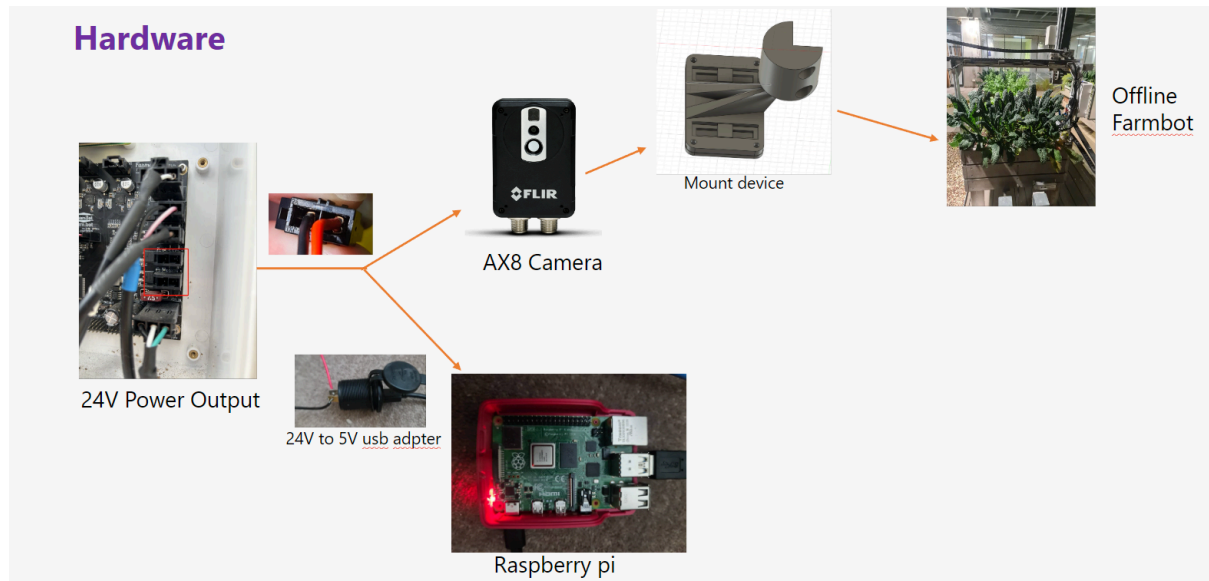 Hardware
24V Power Output
24V to 5V usb adpter
FLIR
AX8 Camera
Raspberry pi
Mount device
Offline
Farmbot